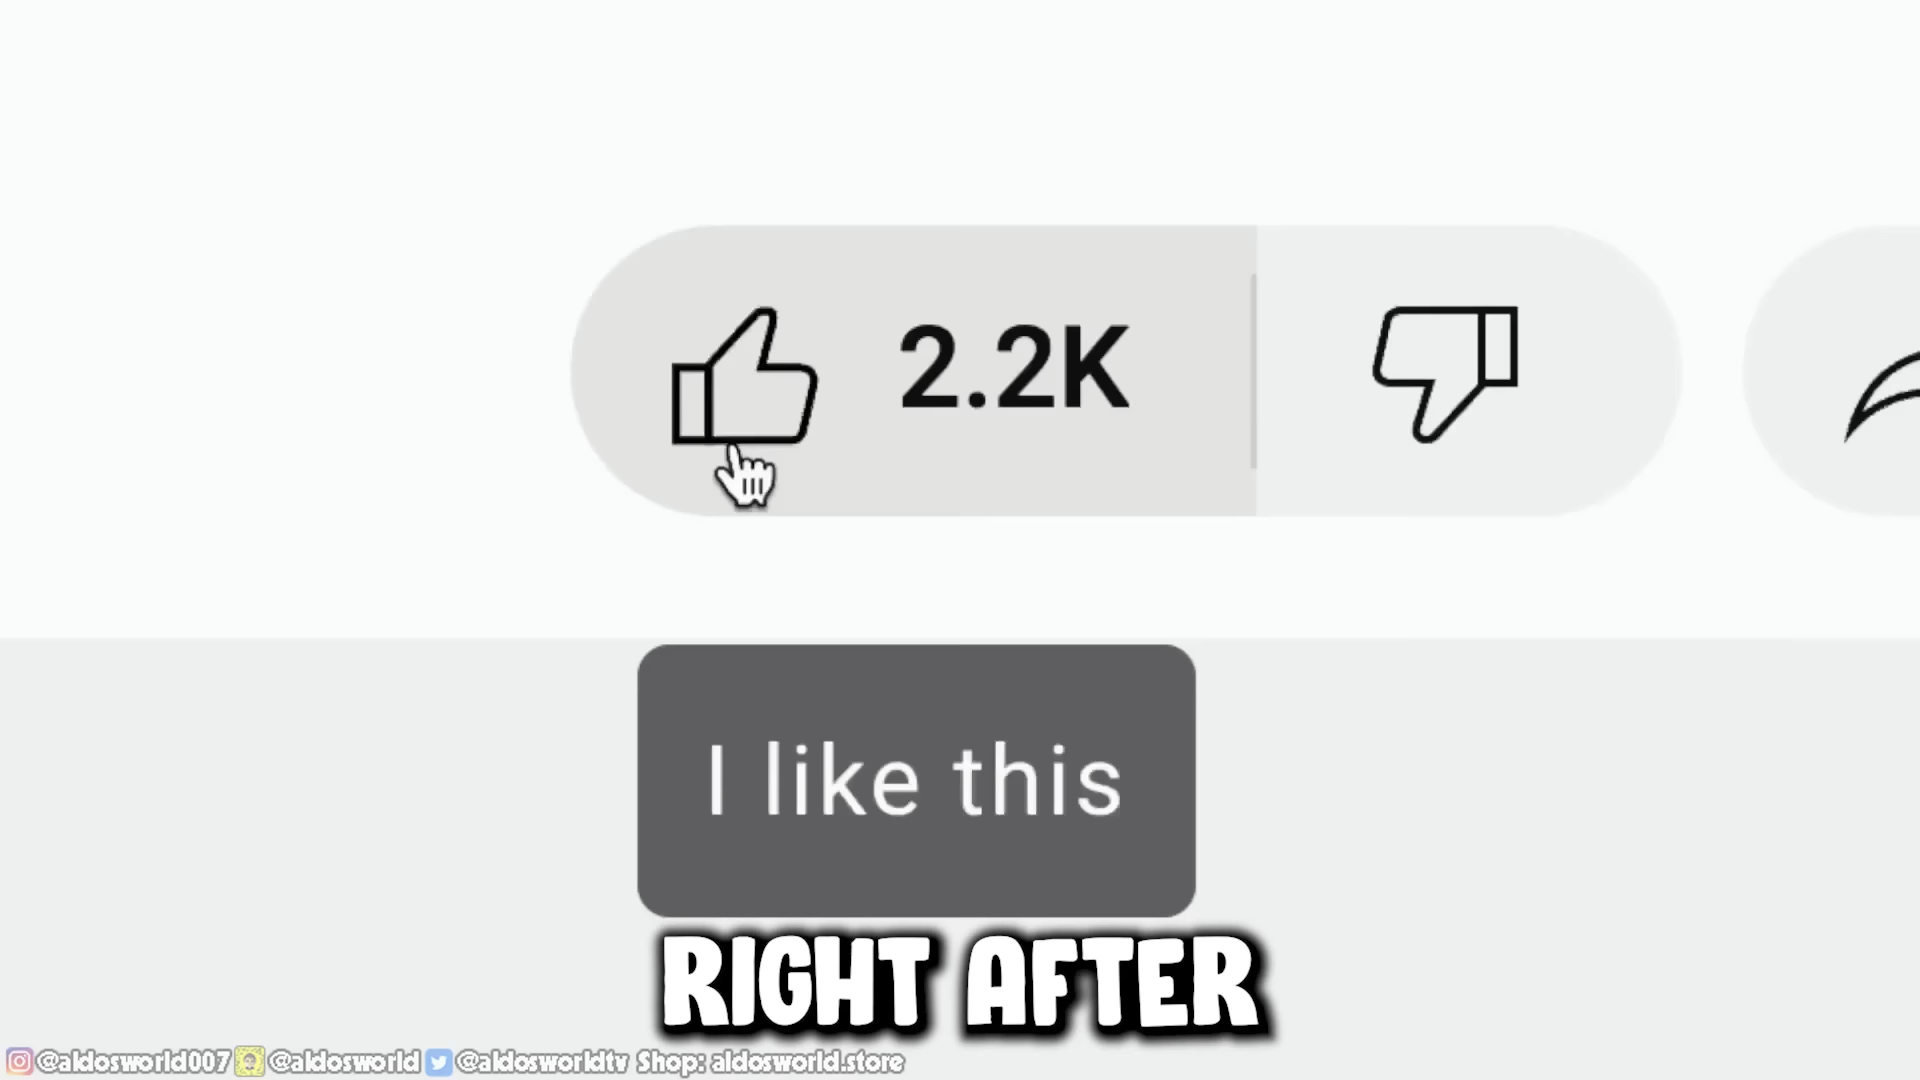 2.2K
I like this
RIGHT AFTER
@aldosworld007 @aldosworld @aldosworldtv Shop: aldosworld.store